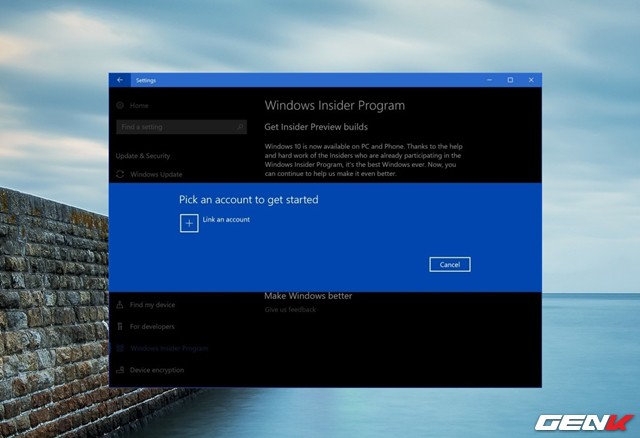 Settings
Home
Windows Insider Program
Find a setting
Get Insider Preview builds
Update & Security
Windows 10 is now available on PC and Phone. Thanks to the help
and hard work of the Insiders who are already participating in the
Windows Insider Program, it's the best Windows ever. Now, you
can continue to help us make it even better.
Windows Update
Pick an account to get started
Link an account
Cancel
Make Windows better
Find my device
Give us feedback
For developers
Windows Insider Program
Device encryption
GENK